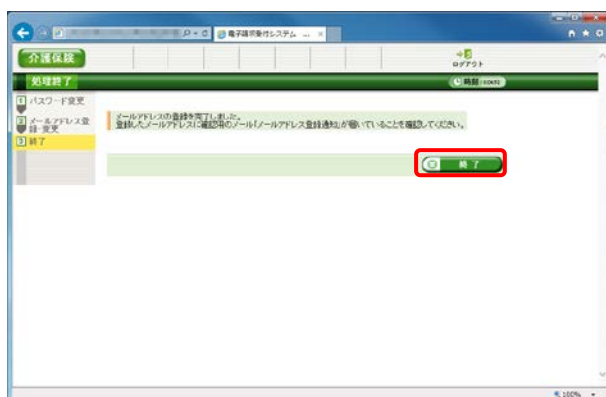 電子請求受付システム ...
介護保険
ログアウト
処理終了
時刻
1 パスワード変更
2 メールアドレス登
録・変更
3 終了
メールアドレスの登録を完了しました。
登録したメールアドレスに確認用のメール「メールアドレス登録通知」が届いていることを確認してください。
終了
100%